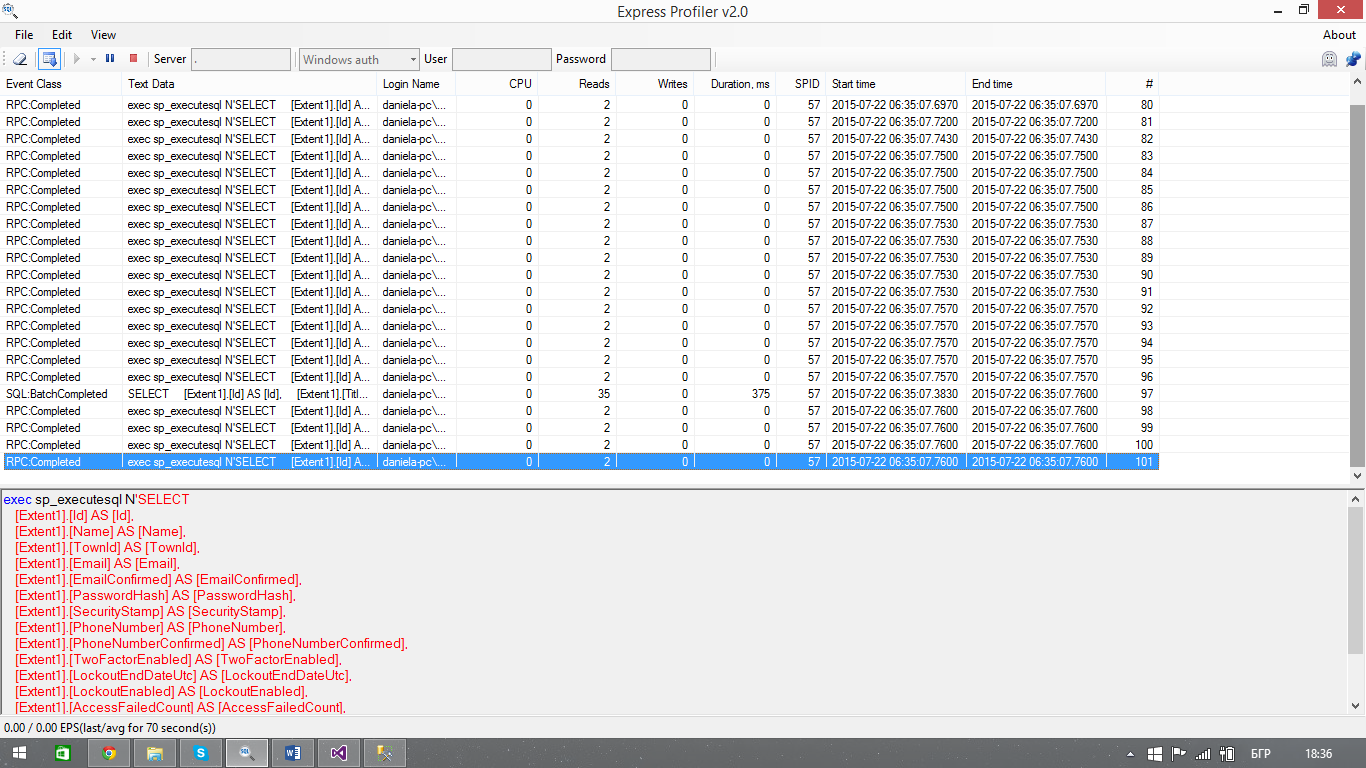 Express Profiler v2.0
File Edit View About
Server . Windows auth User Password
Event Class Text Data Login Name CPU Reads Writes Duration, ms SPID Start time End time #
RPC:Completed exec sp_executesql N'SELECT [Extent1].[Id] A... daniela-pc\... 0 2 0 0 57 2015-07-22 06:35:07.6970 2015-07-22 06:35:07.6970 80
RPC:Completed exec sp_executesql N'SELECT [Extent1].[Id] A... daniela-pc\... 0 2 0 0 57 2015-07-22 06:35:07.7200 2015-07-22 06:35:07.7200 81
RPC:Completed exec sp_executesql N'SELECT [Extent1].[Id] A... daniela-pc\... 0 2 0 0 57 2015-07-22 06:35:07.7430 2015-07-22 06:35:07.7430 82
RPC:Completed exec sp_executesql N'SELECT [Extent1].[Id] A... daniela-pc\... 0 2 0 0 57 2015-07-22 06:35:07.7500 2015-07-22 06:35:07.7500 83
RPC:Completed exec sp_executesql N'SELECT [Extent1].[Id] A... daniela-pc\... 0 2 0 0 57 2015-07-22 06:35:07.7500 2015-07-22 06:35:07.7500 84
RPC:Completed exec sp_executesql N'SELECT [Extent1].[Id] A... daniela-pc\... 0 2 0 0 57 2015-07-22 06:35:07.7500 2015-07-22 06:35:07.7500 85
RPC:Completed exec sp_executesql N'SELECT [Extent1].[Id] A... daniela-pc\... 0 2 0 0 57 2015-07-22 06:35:07.7500 2015-07-22 06:35:07.7500 86
RPC:Completed exec sp_executesql N'SELECT [Extent1].[Id] A... daniela-pc\... 0 2 0 0 57 2015-07-22 06:35:07.7530 2015-07-22 06:35:07.7530 87
RPC:Completed exec sp_executesql N'SELECT [Extent1].[Id] A... daniela-pc\... 0 2 0 0 57 2015-07-22 06:35:07.7530 2015-07-22 06:35:07.7530 88
RPC:Completed exec sp_executesql N'SELECT [Extent1].[Id] A... daniela-pc\... 0 2 0 0 57 2015-07-22 06:35:07.7530 2015-07-22 06:35:07.7530 89
RPC:Completed exec sp_executesql N'SELECT [Extent1].[Id] A... daniela-pc\... 0 2 0 0 57 2015-07-22 06:35:07.7530 2015-07-22 06:35:07.7530 90
RPC:Completed exec sp_executesql N'SELECT [Extent1].[Id] A... daniela-pc\... 0 2 0 0 57 2015-07-22 06:35:07.7530 2015-07-22 06:35:07.7530 91
RPC:Completed exec sp_executesql N'SELECT [Extent1].[Id] A... daniela-pc\... 0 2 0 0 57 2015-07-22 06:35:07.7570 2015-07-22 06:35:07.7570 92
RPC:Completed exec sp_executesql N'SELECT [Extent1].[Id] A... daniela-pc\... 0 2 0 0 57 2015-07-22 06:35:07.7570 2015-07-22 06:35:07.7570 93
RPC:Completed exec sp_executesql N'SELECT [Extent1].[Id] A... daniela-pc\... 0 2 0 0 57 2015-07-22 06:35:07.7570 2015-07-22 06:35:07.7570 94
RPC:Completed exec sp_executesql N'SELECT [Extent1].[Id] A... daniela-pc\... 0 2 0 0 57 2015-07-22 06:35:07.7570 2015-07-22 06:35:07.7570 95
RPC:Completed exec sp_executesql N'SELECT [Extent1].[Id] A... daniela-pc\... 0 2 0 0 57 2015-07-22 06:35:07.7570 2015-07-22 06:35:07.7570 96
SQL:BatchCompleted SELECT [Extent1].[Id] AS [Id], [Extent1].[Titl... daniela-pc\... 0 35 0 375 57 2015-07-22 06:35:07.3830 2015-07-22 06:35:07.7600 97
RPC:Completed exec sp_executesql N'SELECT [Extent1].[Id] A... daniela-pc\... 0 2 0 0 57 2015-07-22 06:35:07.7600 2015-07-22 06:35:07.7600 98
RPC:Completed exec sp_executesql N'SELECT [Extent1].[Id] A... daniela-pc\... 0 2 0 0 57 2015-07-22 06:35:07.7600 2015-07-22 06:35:07.7600 99
RPC:Completed exec sp_executesql N'SELECT [Extent1].[Id] A... daniela-pc\... 0 2 0 0 57 2015-07-22 06:35:07.7600 2015-07-22 06:35:07.7600 100
RPC:Completed exec sp_executesql N'SELECT [Extent1].[Id] A... daniela-pc\... 0 2 0 0 57 2015-07-22 06:35:07.7600 2015-07-22 06:35:07.7600 101
exec sp_executesql N'SELECT
[Extent1].[Id] AS [Id],
[Extent1].[Name] AS [Name],
[Extent1].[TownId] AS [TownId],
[Extent1].[Email] AS [Email],
[Extent1].[EmailConfirmed] AS [EmailConfirmed],
[Extent1].[PasswordHash] AS [PasswordHash],
[Extent1].[SecurityStamp] AS [SecurityStamp],
[Extent1].[PhoneNumber] AS [PhoneNumber],
[Extent1].[PhoneNumberConfirmed] AS [PhoneNumberConfirmed],
[Extent1].[TwoFactorEnabled] AS [TwoFactorEnabled],
[Extent1].[LockoutEndDateUtc] AS [LockoutEndDateUtc],
[Extent1].[LockoutEnabled] AS [LockoutEnabled],
[Extent1].[AccessFailedCount] AS [AccessFailedCount],
0.00 / 0.00 EPS(last/avg for 70 second(s))
БГР 18:36